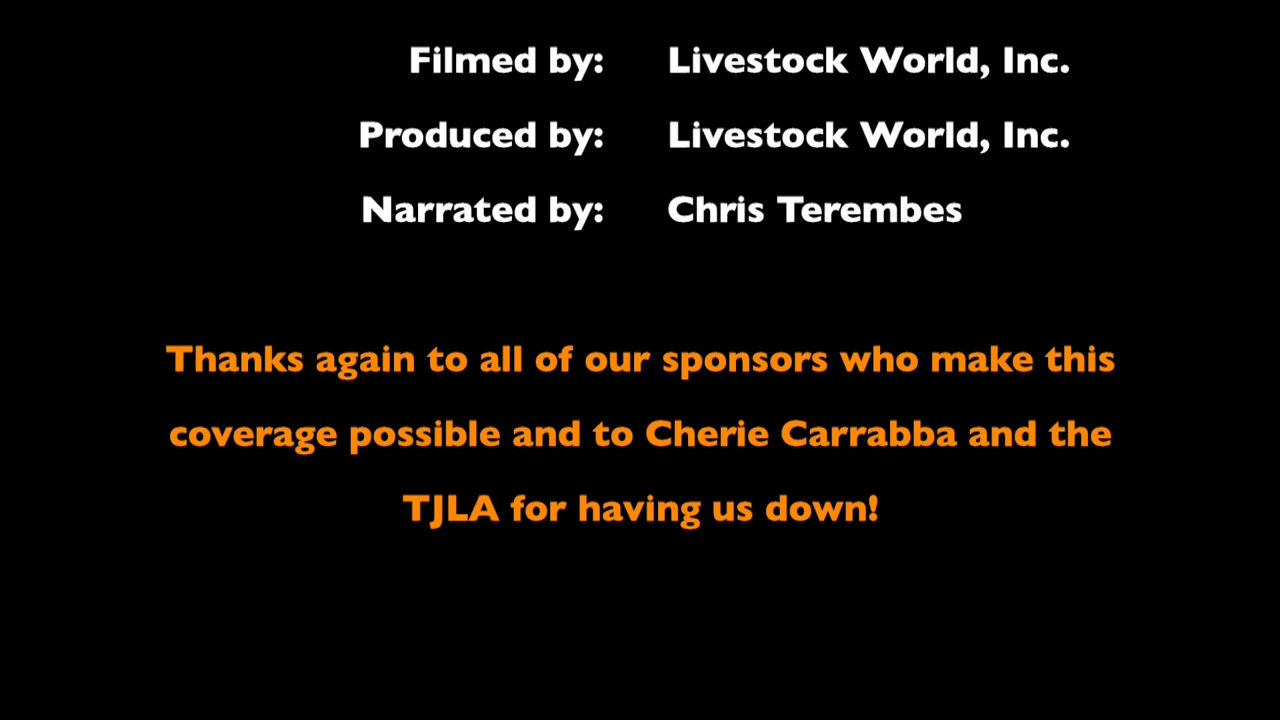 Filmed by: Livestock World, Inc.
Produced by: Livestock World, Inc.
Narrated by: Chris Terembes
Thanks again to all of our sponsors who make this
coverage possible and to Cherie Carrabba and the
TJLA for having us down!